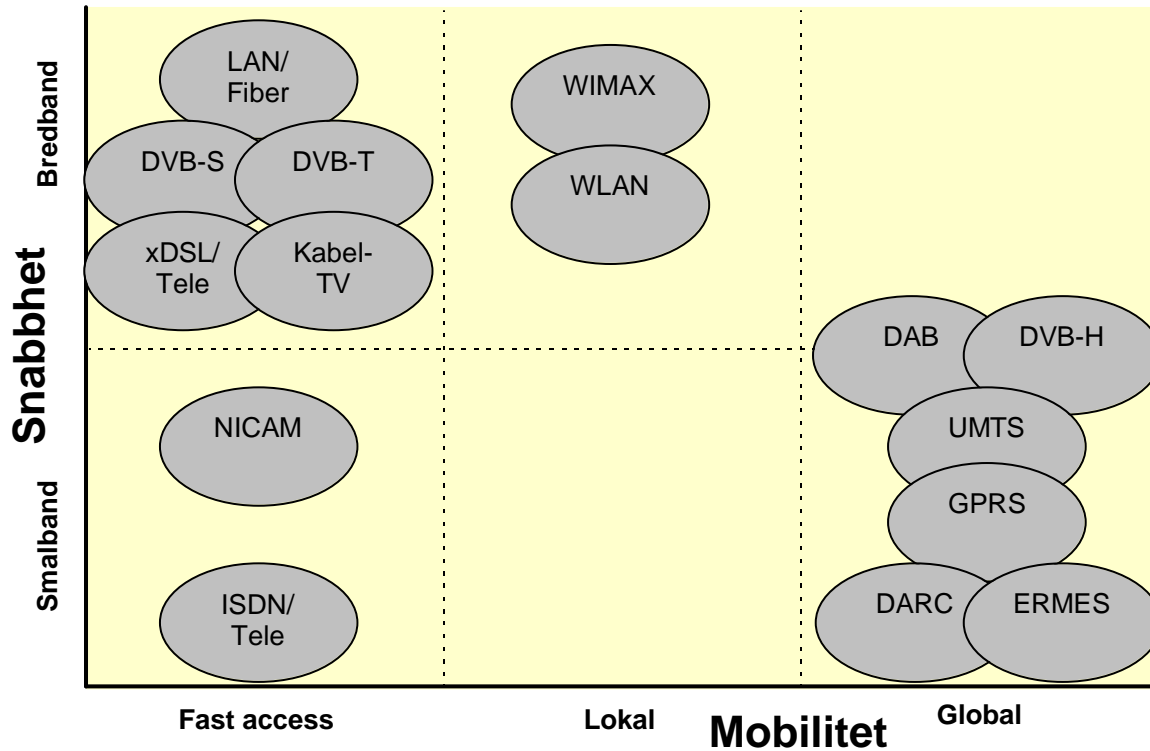 LAN/
Fiber
WIMAX
DVB-S
DVB-T
WLAN
xDSL/
Tele
Kabel-
TV
DAB
DVB-H
NICAM
UMTS
GPRS
ISDN/
Tele
DARC
ERMES
Bredband
Snabbhet
Smalband
Fast access
Lokal
Mobilitet
Global